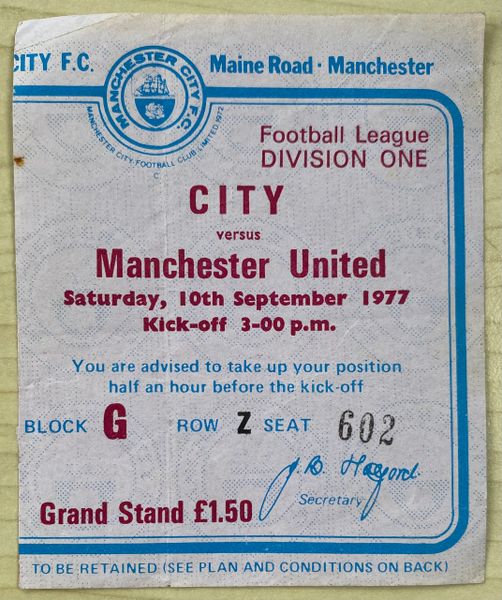 CITY F.C.
MANCHESTER CITY F.C.
MANCHESTER CITY FOOTBALL CLUB LIMITED 1972
C
Maine Road · Manchester
Football League
DIVISION ONE
CITY
versus
Manchester United
Saturday, 10th September 1977
Kick-off 3-00 p.m.
You are advised to take up your position
half an hour before the kick-off
BLOCK G ROW Z SEAT 602
J. B. Halford
Secretary
Grand Stand £1.50
TO BE RETAINED (SEE PLAN AND CONDITIONS ON BACK)